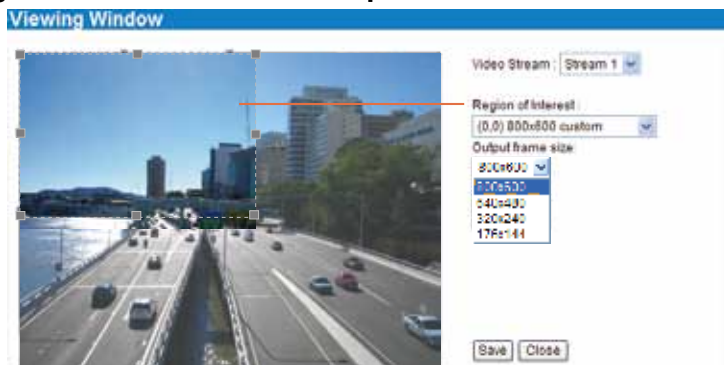 Viewing Window
Video Stream : Stream 1
Region of Interest :
(0,0) 800x600 custom
Output frame size
800x600
800x600
640x480
320x240
176x144
Save Close